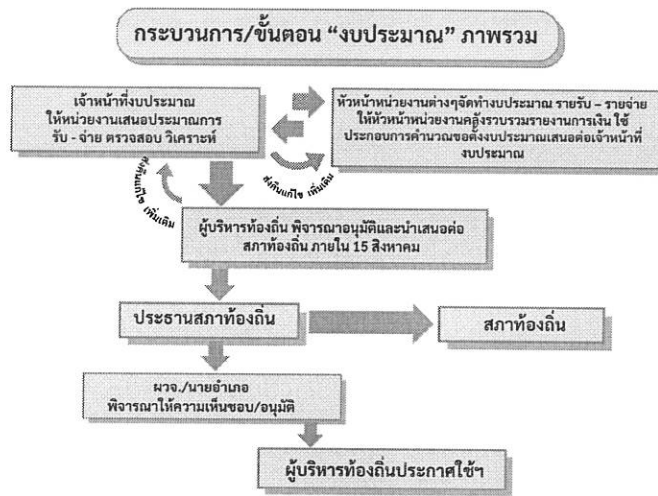 กระบวนการ/ขั้นตอน “งบประมาณ” ภาพรวม
เจ้าหน้าที่งบประมาณ
ให้หน่วยงานเสนอประมาณการ
รับ - จ่าย ตรวจสอบ วิเคราะห์
หัวหน้าหน่วยงานต่างๆจัดทำงบประมาณ รายรับ – รายจ่าย
ให้หัวหน้าหน่วยงานคลังรวบรวมรายงานการเงิน ใช้
ประกอบการคำนวณขอตั้งงบประมาณเสนอต่อเจ้าหน้าที่
งบประมาณ
ส่งคืนแก้ไข เพิ่มเติม
ส่งคืนแก้ไข เพิ่มเติม
ผู้บริหารท้องถิ่น พิจารณาอนุมัติและนำเสนอต่อ
สภาท้องถิ่น ภายใน 15 สิงหาคม
ประธานสภาท้องถิ่น
สภาท้องถิ่น
ผวจ./นายอำเภอ
พิจารณาให้ความเห็นชอบ/อนุมัติ
ผู้บริหารท้องถิ่นประกาศใช้ฯ